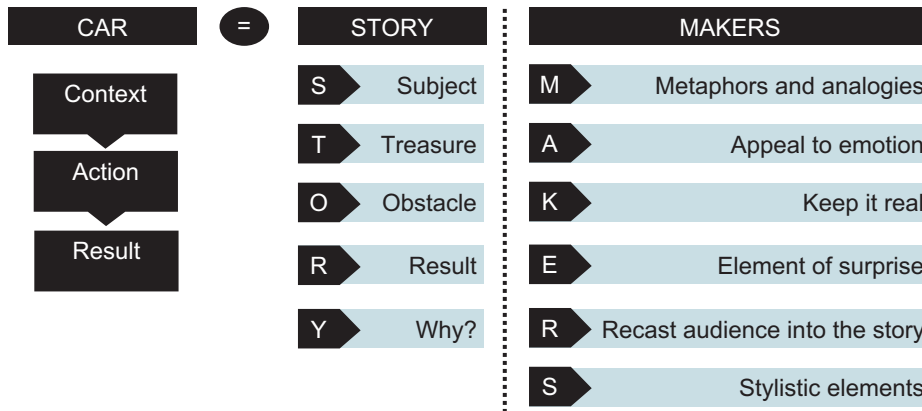 CAR = STORY MAKERS
Context
Action
Result
S Subject
T Treasure
O Obstacle
R Result
Y Why?
M Metaphors and analogies
A Appeal to emotion
K Keep it real
E Element of surprise
R Recast audience into the story
S Stylistic elements